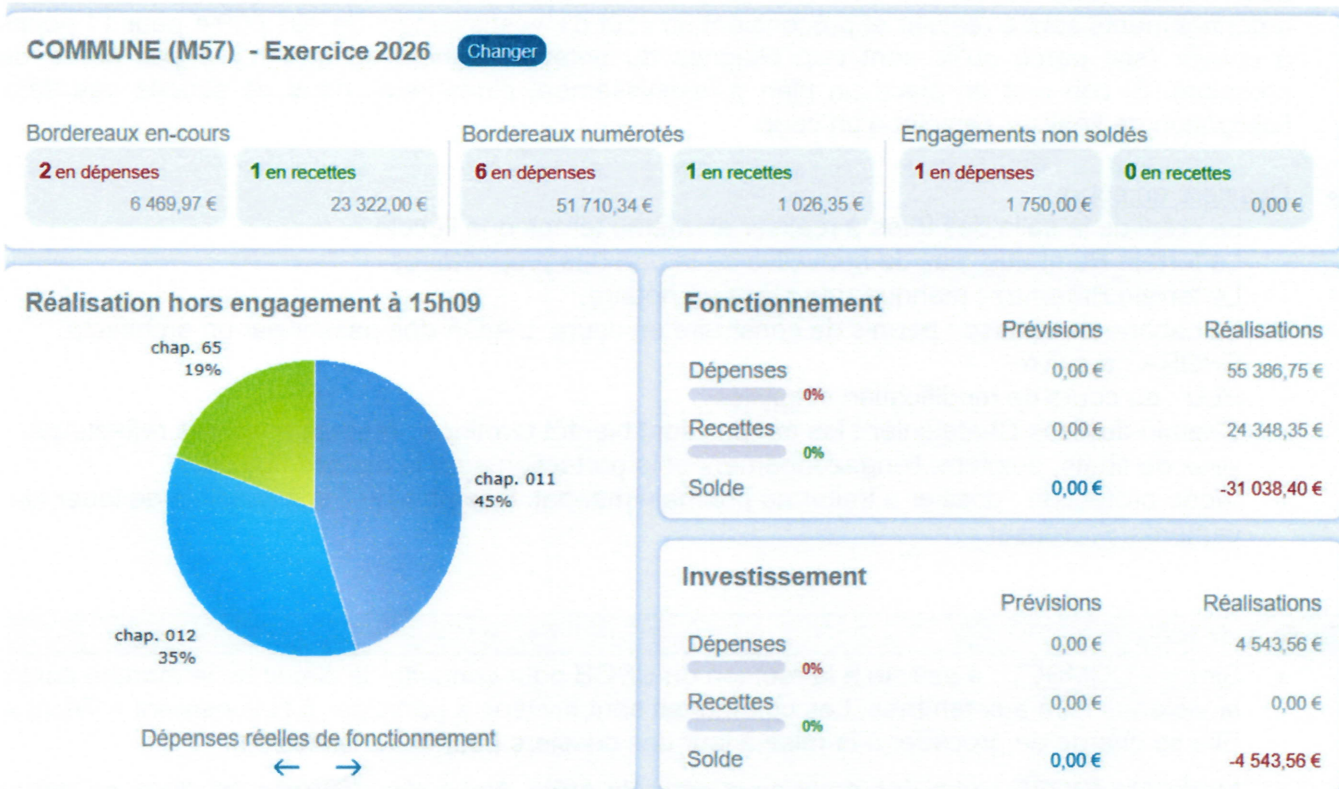 COMMUNE (M57) - Exercice 2026 Changer
Bordereaux en-cours
2 en dépenses
6 469,97 €
1 en recettes
23 322,00 €
Bordereaux numérotés
6 en dépenses
51 710,34 €
1 en recettes
1 026,35 €
Engagements non soldés
1 en dépenses
1 750,00 €
0 en recettes
0,00 €
Réalisation hors engagement à 15h09
chap. 65
19%
chap. 011
45%
chap. 012
35%
Dépenses réelles de fonctionnement
← →
Fonctionnement
Prévisions Réalisations
Dépenses 0,00 € 55 386,75 €
0%
Recettes 0,00 € 24 348,35 €
0%
Solde 0,00 € -31 038,40 €
Investissement
Prévisions Réalisations
Dépenses 0,00 € 4 543,56 €
0%
Recettes 0,00 € 0,00 €
0%
Solde 0,00 € -4 543,56 €